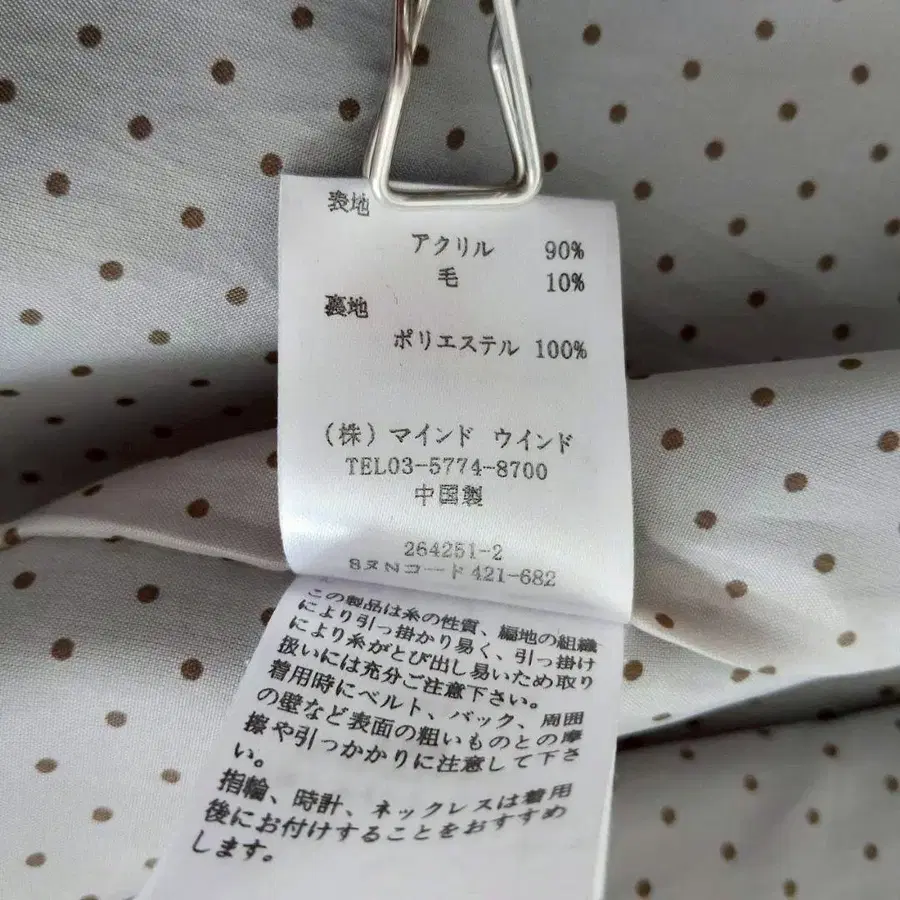 表地
アクリル 90%
毛 10%
裏地
ポリエステル 100%
(株) マインド ウインド
TEL03-5774-8700
中国製
264251-2
8ヌNコード421-682
この製品は糸の性質、編地の組織
により引っ掛かり易く、引っ掛け
により糸がとび出し易いため取り
扱いには充分ご注意下さい。
着用時にベルト、バック、周囲
の壁など表面の粗いものとの摩
擦や引っかかりに注意して下さ
い。
指輪、時計、ネックレスは着用
後にお付けすることをおすすめ
します。